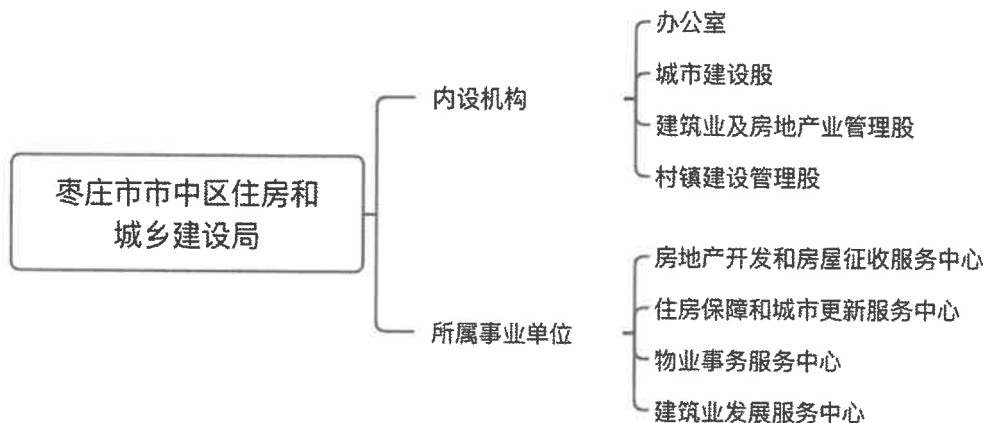 枣庄市市中区住房和
城乡建设局
内设机构
办公室
城市建设股
建筑业及房地产业管理股
村镇建设管理股
所属事业单位
房地产开发和房屋征收服务中心
住房保障和城市更新服务中心
物业事务服务中心
建筑业发展服务中心